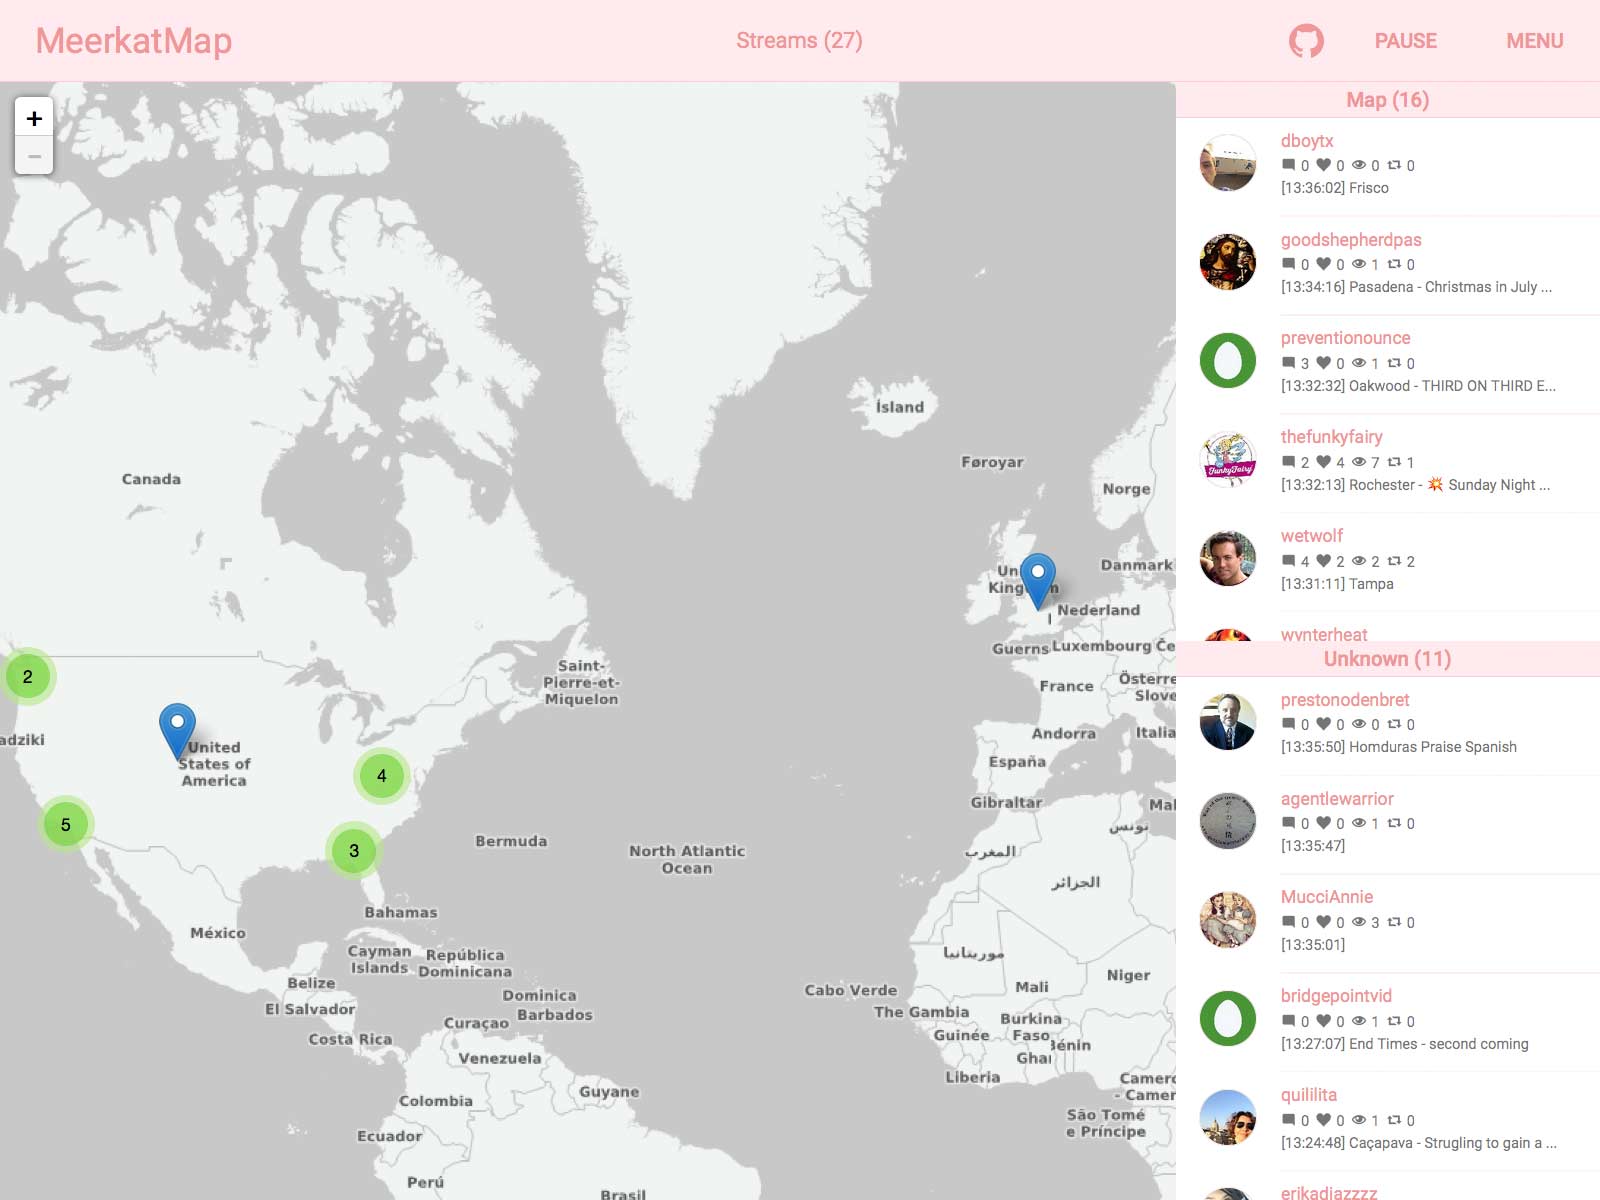 MeerkatMap
Streams (27)
PAUSE
MENU
+
−
Canada
Ísland
Føroyar
Norge
Danmark
United
Kingdom
Nederland
Guerns
Luxembourg Če
France
Österre
Slove
Saint-
Pierre-et-
Miquelon
2
adziki
United
States of
America
4
5
3
Andorra
Italia
España
Gibraltar
Mal
تونس
المغرب
الجزائر
Bermuda
North Atlantic
Ocean
Bahamas
México
Cayman
Islands
República
Dominicana
Belize
El Salvador
Dominica
Barbados
Curaçao
Costa Rica
Venezuela
Guyane
Colombia
Ecuador
Perú
Brasil
موريتانيا
Mali
Niger
Cabo Verde
The Gambia
Burkina
Faso
Guinée
Bénin
Gha
Liberia
Camero
- Camer
São Tomé
e Príncipe
Map (16)
dboytx
0 0 0 0
[13:36:02] Frisco
goodshepherdpas
0 0 1 0
[13:34:16] Pasadena - Christmas in July ...
preventionounce
3 0 1 0
[13:32:32] Oakwood - THIRD ON THIRD E...
thefunkyfairy
FunkyFairy
2 4 7 1
[13:32:13] Rochester - 💥 Sunday Night ...
wetwolf
4 2 2 2
[13:31:11] Tampa
wynterheat
Unknown (11)
prestonodenbret
0 0 0 0
[13:35:50] Homduras Praise Spanish
agentlewarrior
0 0 1 0
[13:35:47]
MucciAnnie
0 0 3 0
[13:35:01]
bridgepointvid
0 0 1 0
[13:27:07] End Times - second coming
quililita
0 0 1 0
[13:24:48] Caçapava - Strugling to gain a ...
erikadiazzzz